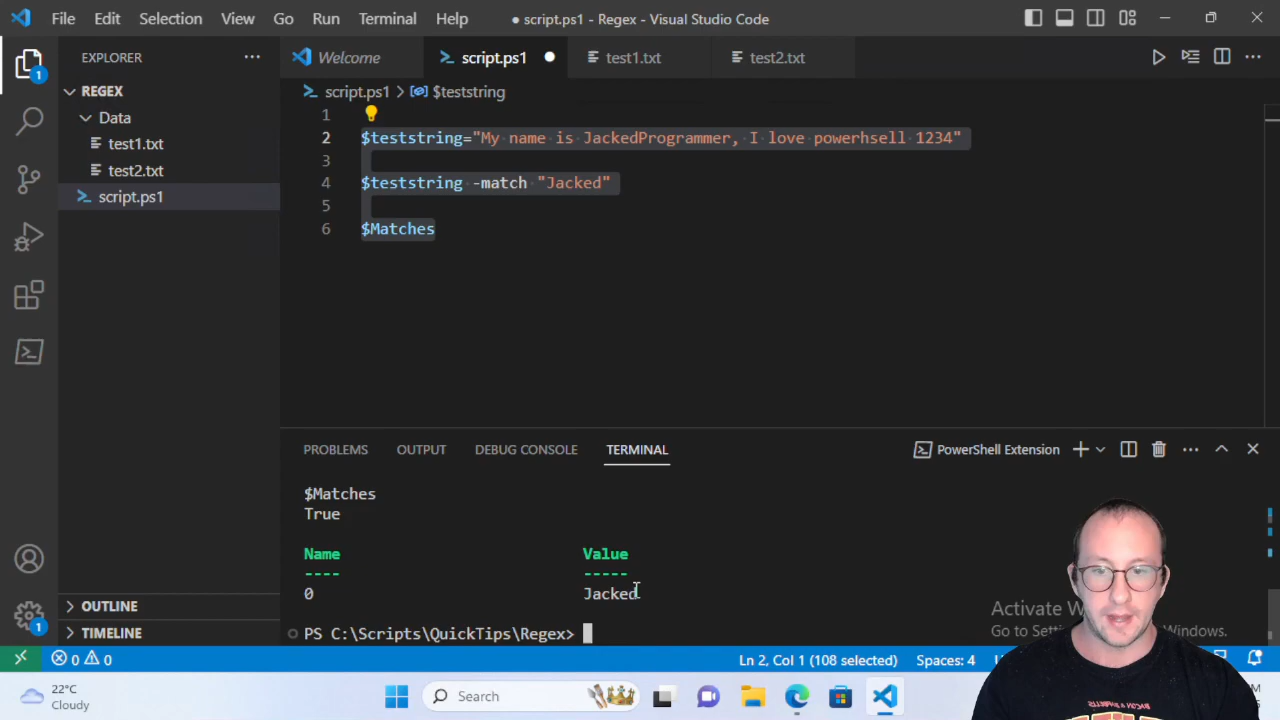 File Edit Selection View Go Run Terminal Help
● script.ps1 - Regex - Visual Studio Code
EXPLORER
REGEX
Data
test1.txt
test2.txt
script.ps1
OUTLINE
TIMELINE
1
1
Welcome
script.ps1
test1.txt
test2.txt
script.ps1 > $teststring
1
2 $teststring="My name is JackedProgrammer, I love powerhsell 1234"
3
4 $teststring -match "Jacked"
5
6 $Matches
PROBLEMS OUTPUT DEBUG CONSOLE TERMINAL
PowerShell Extension
$Matches
True
Name Value
---- -----
0 Jacked
PS C:\Scripts\QuickTips\Regex>
Activate W
Go to Setti Windows.
0 0
Ln 2, Col 1 (108 selected) Spaces: 4
22°C
Cloudy
Search